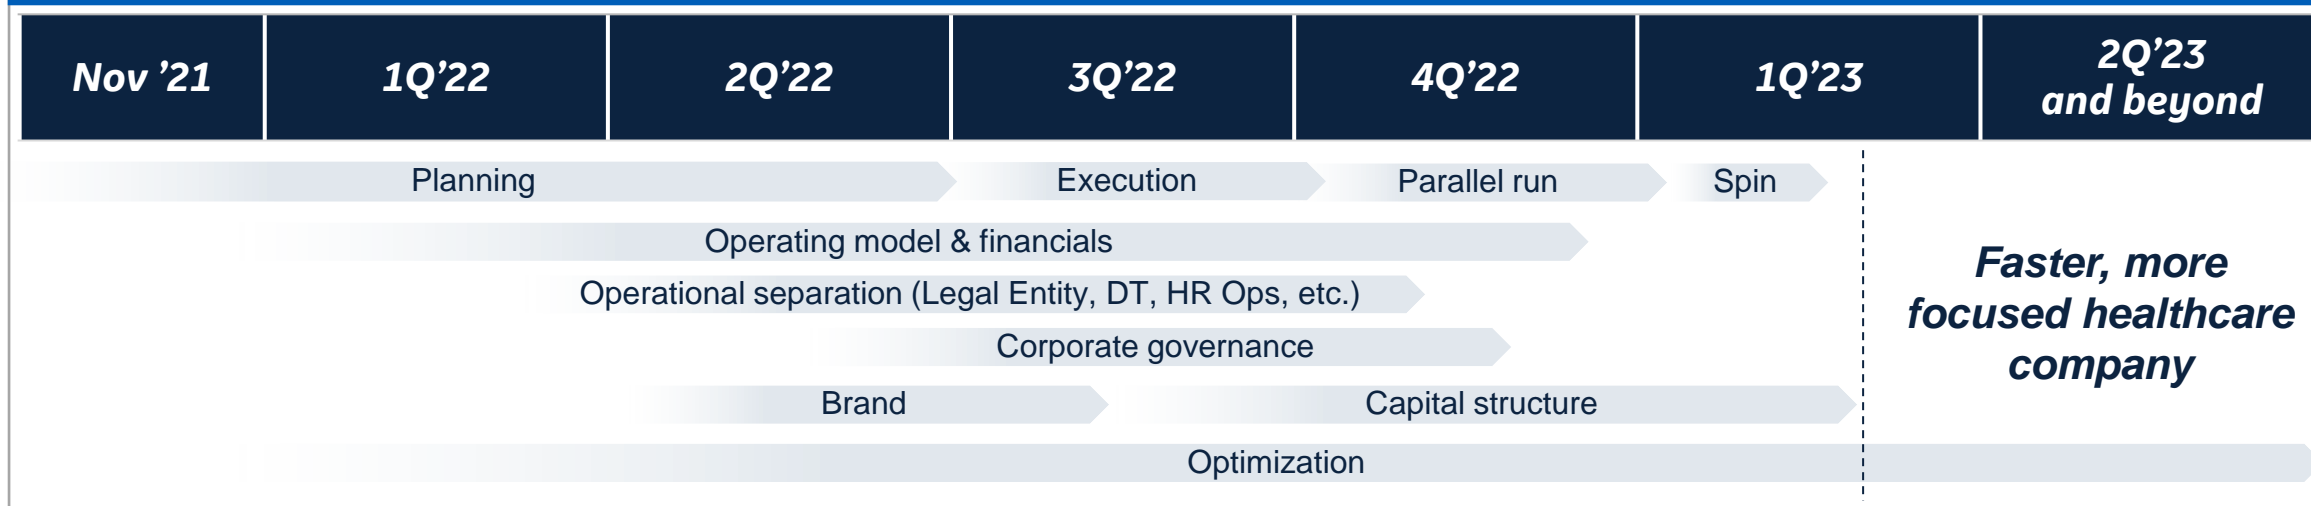 Nov ’21
1Q’22
2Q’22
3Q’22
4Q’22
1Q’23
2Q’23
and beyond
Planning
Execution
Parallel run
Spin
Operating model & financials
Operational separation (Legal Entity, DT, HR Ops, etc.)
Corporate governance
Brand
Capital structure
Optimization
Faster, more
focused healthcare
company